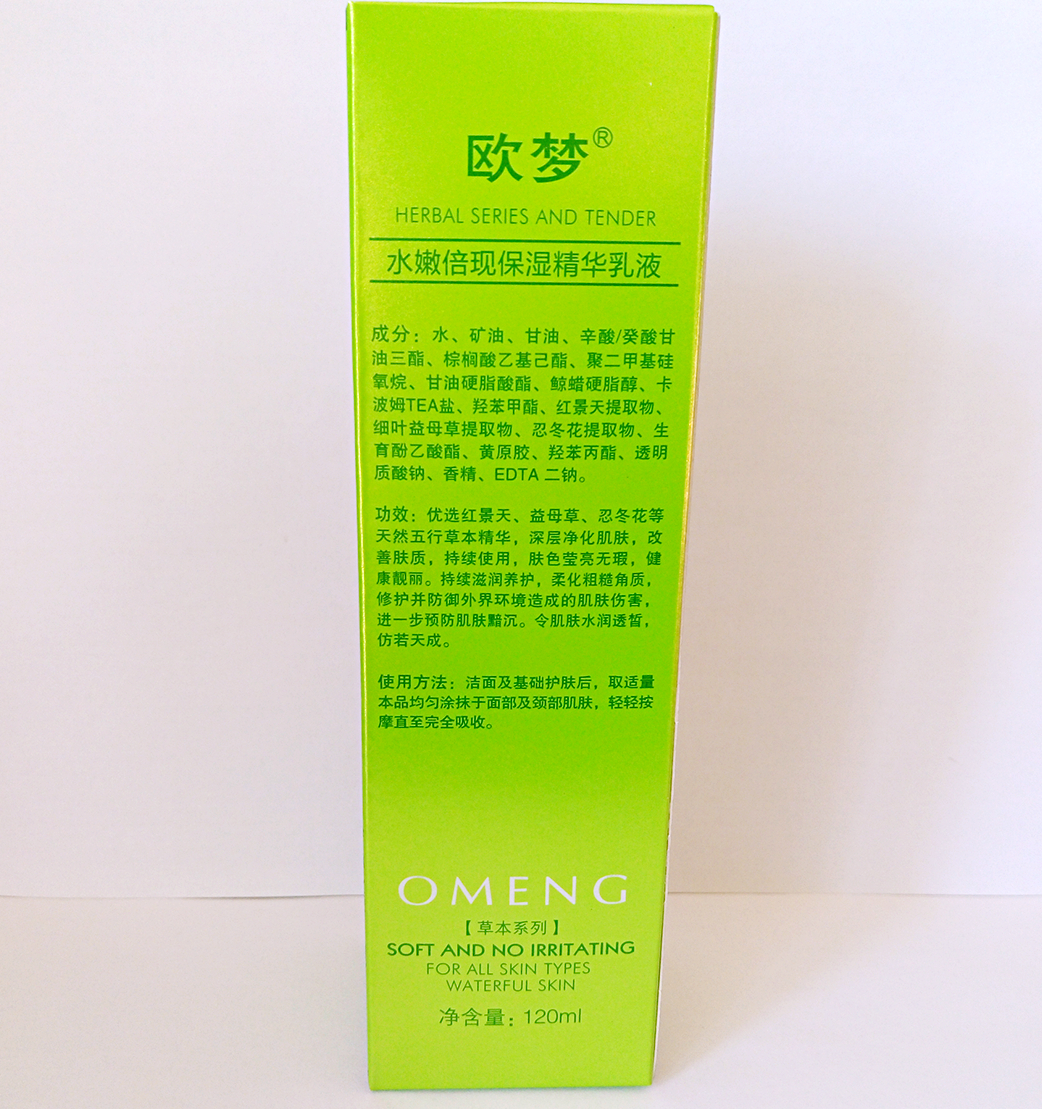 欧梦®
HERBAL SERIES AND TENDER
水嫩倍现保湿精华乳液
成分：水、矿油、甘油、辛酸/癸酸甘
油三酯、棕榈酸乙基己酯、聚二甲基硅
氧烷、甘油硬脂酸酯、鲸蜡硬脂醇、卡
波姆TEA盐、羟苯甲酯、红景天提取物、
细叶益母草提取物、忍冬花提取物、生
育酚乙酸酯、黄原胶、羟苯丙酯、透明
质酸钠、香精、EDTA 二钠。
功效：优选红景天、益母草、忍冬花等
天然五行草本精华，深层净化肌肤，改
善肤质，持续使用，肤色莹亮无瑕，健
康靓丽。持续滋润养护，柔化粗糙角质，
修护并防御外界环境造成的肌肤伤害，
进一步预防肌肤黯沉。令肌肤水润透皙，
仿若天成。
使用方法：洁面及基础护肤后，取适量
本品均匀涂抹于面部及颈部肌肤，轻轻按
摩直至完全吸收。
OMENG
【草本系列】
SOFT AND NO IRRITATING
FOR ALL SKIN TYPES
WATERFUL SKIN
净含量：120ml